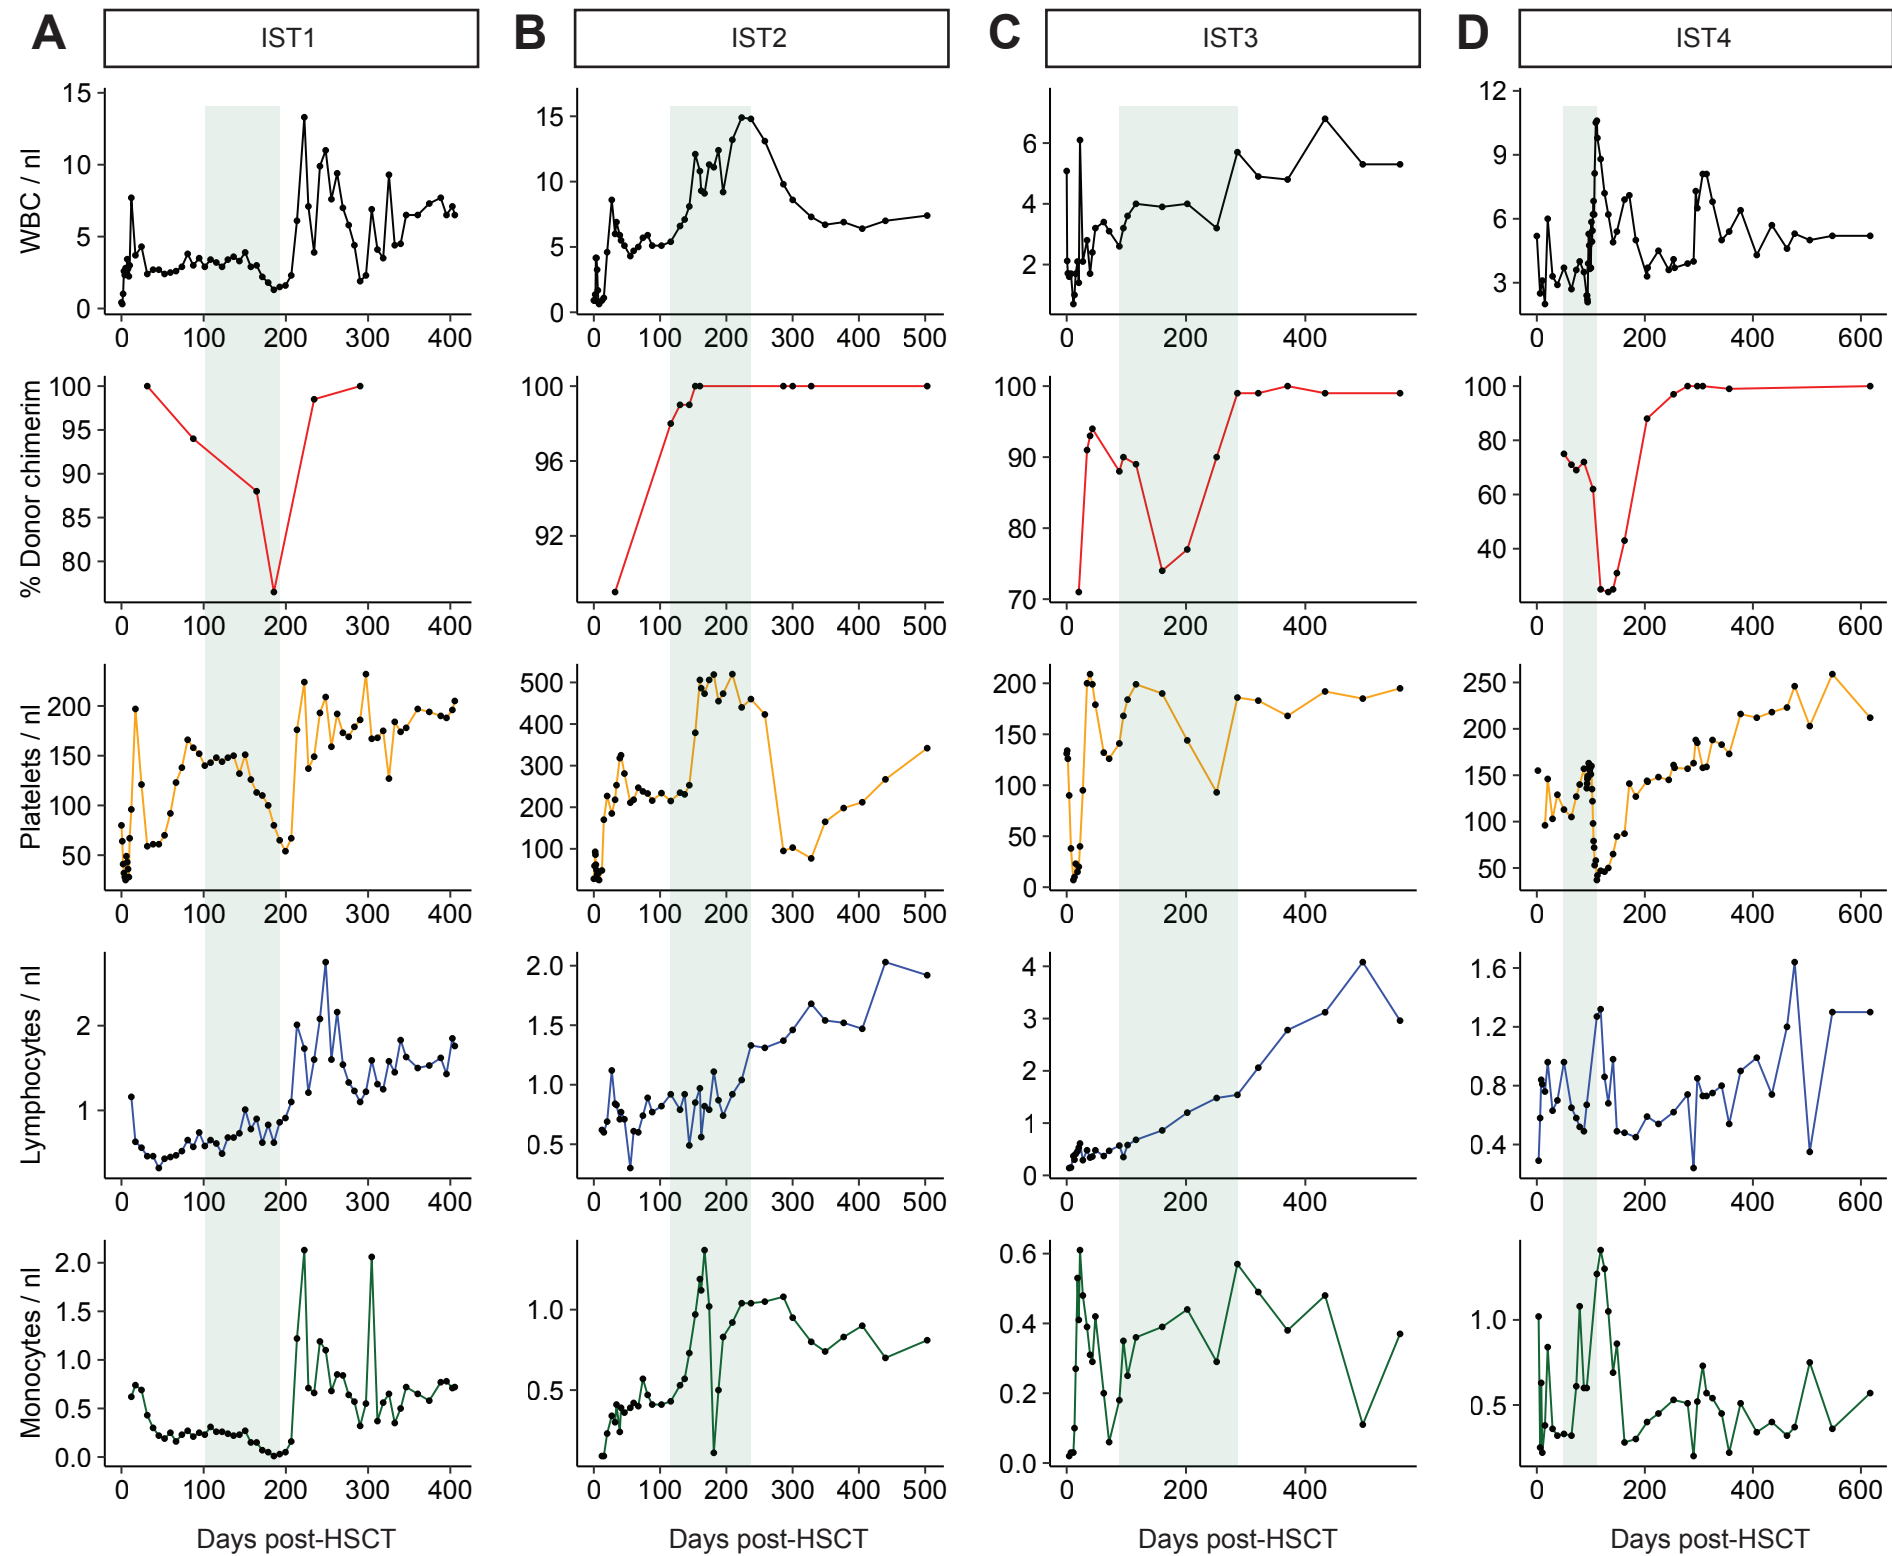 A IST1 B IST2 C IST3 D IST4
WBC / nl
15
10
5
0
0 100 200 300 400
15
10
5
0
0 100 200 300 400 500
6
4
2
0 200 400
12
9
6
3
0 200 400 600
% Donor chimerim
100
95
90
85
80
0 100 200 300 400
100
96
92
0 100 200 300 400 500
100
90
80
70
0 200 400
100
80
60
40
0 200 400 600
Platelets / nl
200
150
100
50
0 100 200 300 400
500
400
300
200
100
0 100 200 300 400 500
200
150
100
50
0
0 200 400
250
200
150
100
50
0 200 400 600
Lymphocytes / nl
2
1
0 100 200 300 400
2.0
1.5
1.0
0.5
0 100 200 300 400 500
4
3
2
1
0
0 200 400
1.6
1.2
0.8
0.4
0 200 400 600
Monocytes / nl
2.0
1.5
1.0
0.5
0.0
0 100 200 300 400
1.0
0.5
0 100 200 300 400 500
0.6
0.4
0.2
0.0
0 200 400
1.0
0.5
0 200 400 600
Days post-HSCT Days post-HSCT Days post-HSCT Days post-HSCT